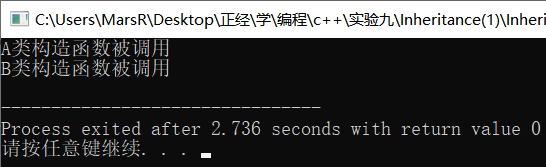 C:\Users\MarsR\Desktop\正经\学\编程\c++\实验九\Inheritance(1)\Inheri
A类构造函数被调用
B类构造函数被调用
--------------------------------
Process exited after 2.736 seconds with return value 0
请按任意键继续. . .